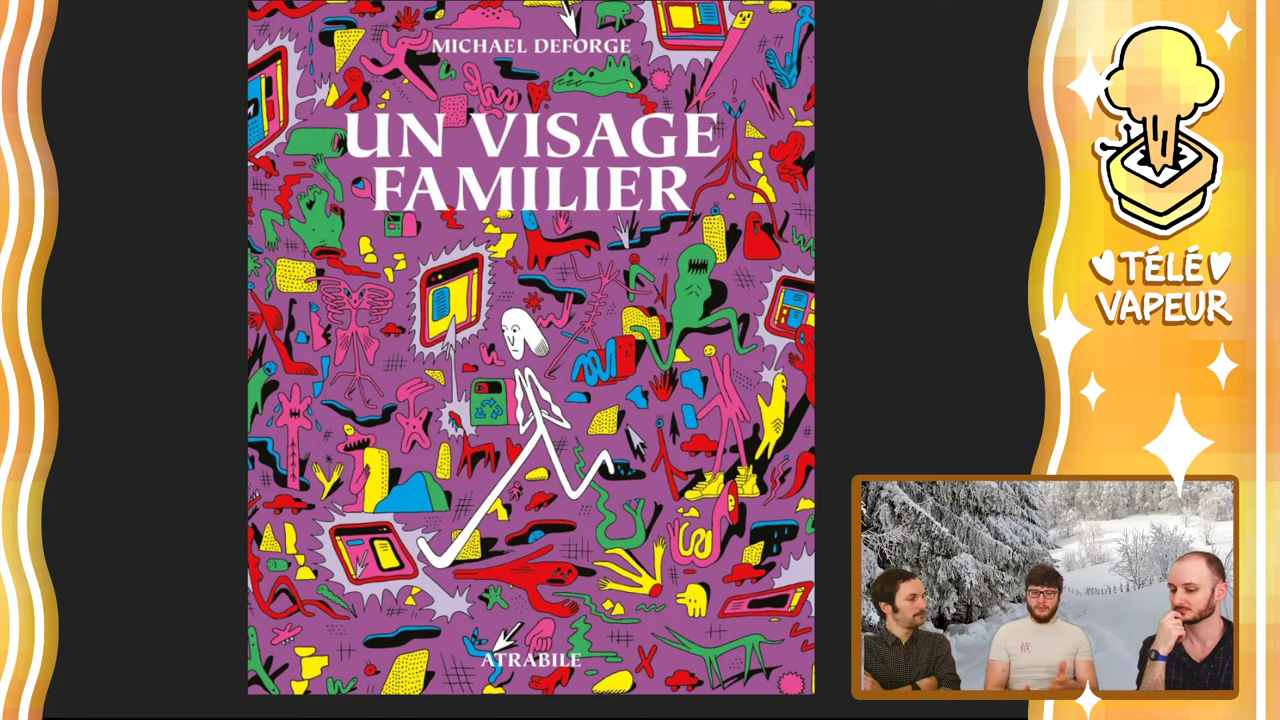 MICHAEL DEFORGE
UN VISAGE
FAMILIER
ATRABILE
TÉLÉ
VAPEUR